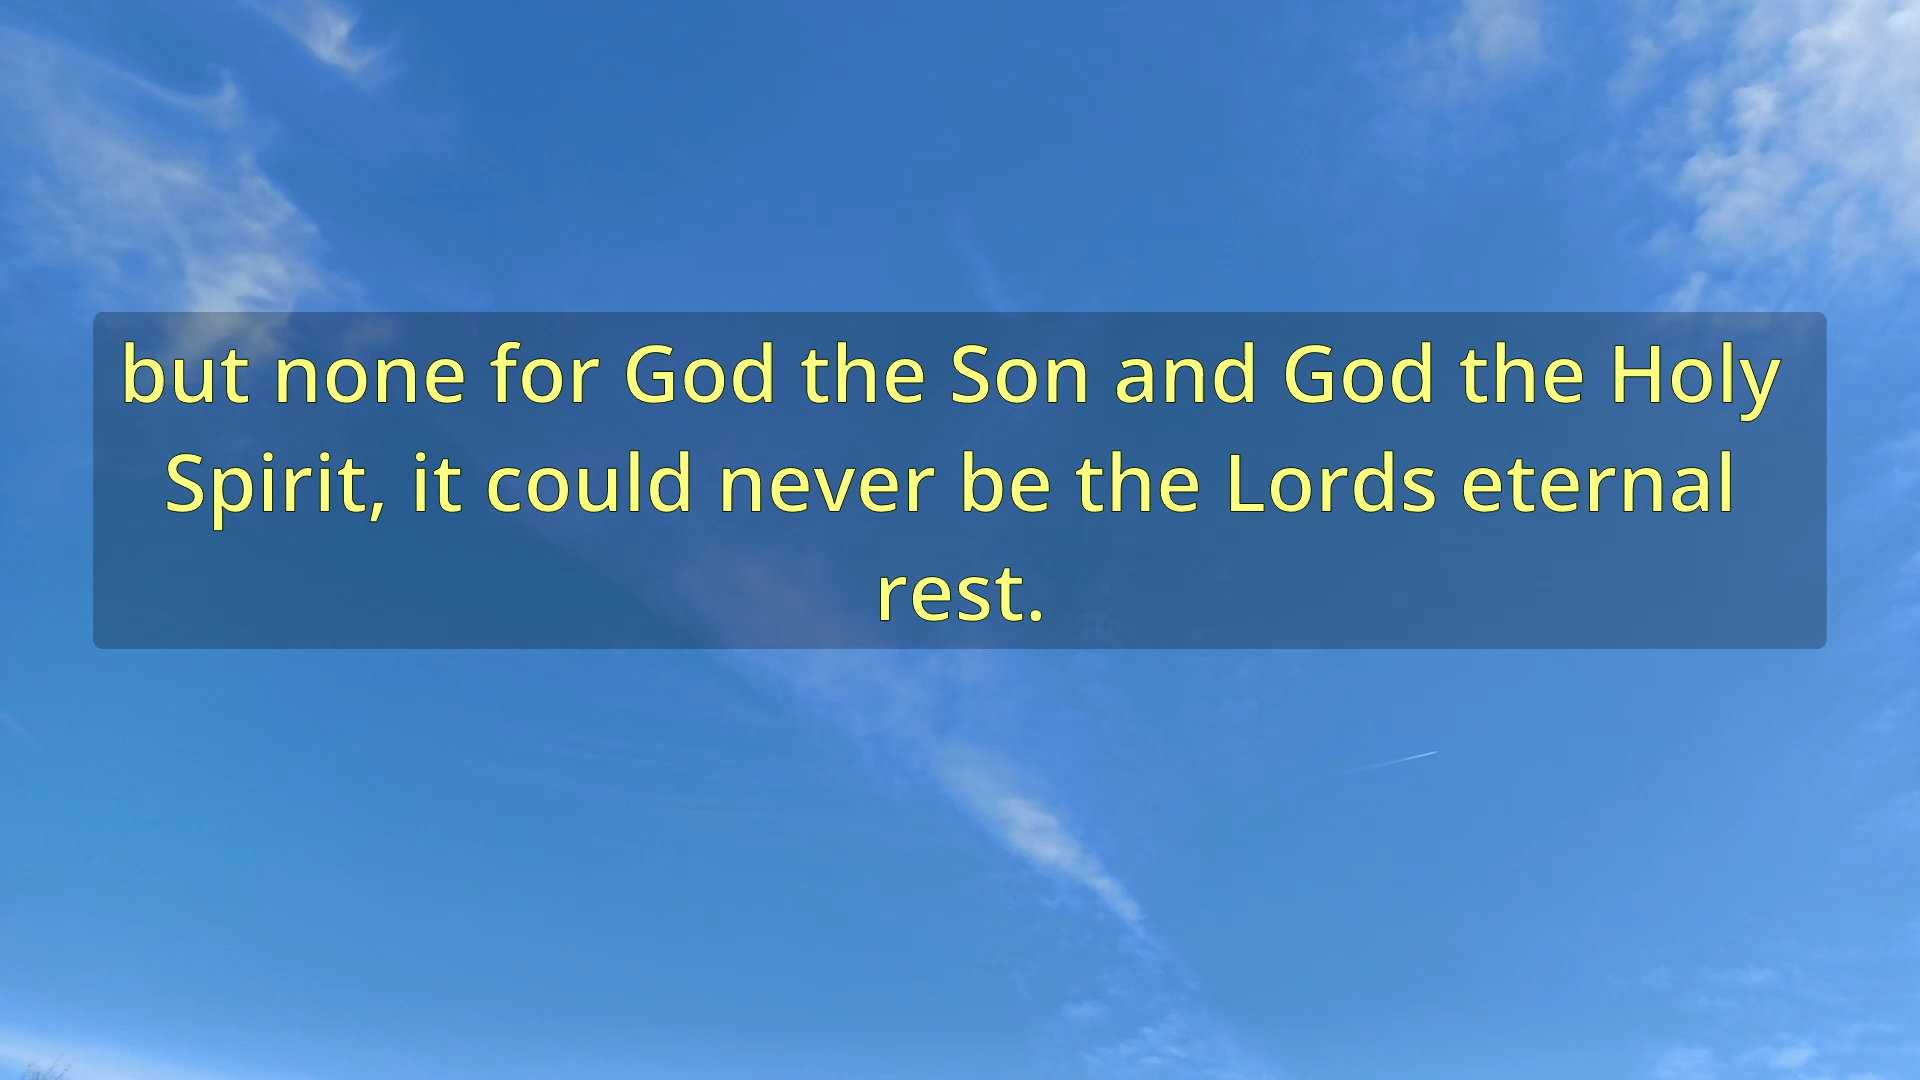 but none for God the Son and God the Holy
Spirit, it could never be the Lords eternal
rest.